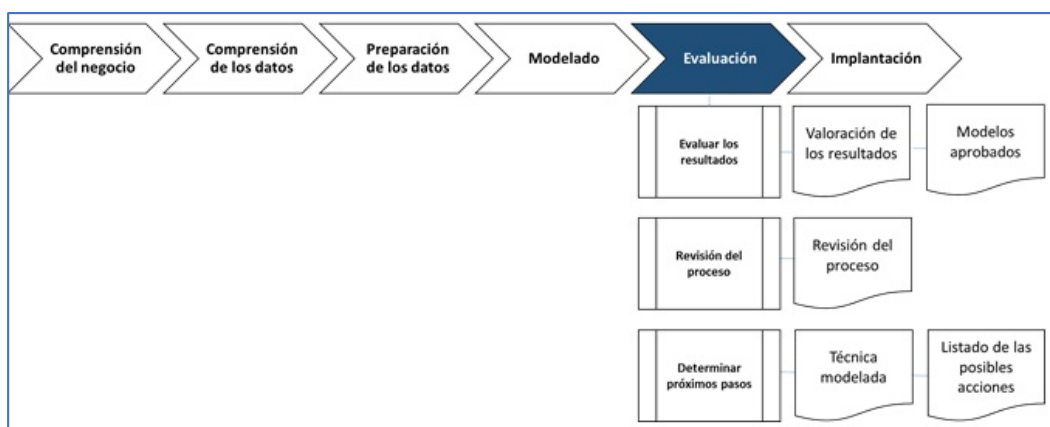 Comprensión
del negocio
Comprensión
de los datos
Preparación
de los datos
Modelado
Evaluación
Implantación
Evaluar los
resultados
Valoración de
los resultados
Modelos
aprobados
Revisión del
proceso
Revisión del
proceso
Determinar
próximos pasos
Técnica
modelada
Listado de las
posibles
acciones